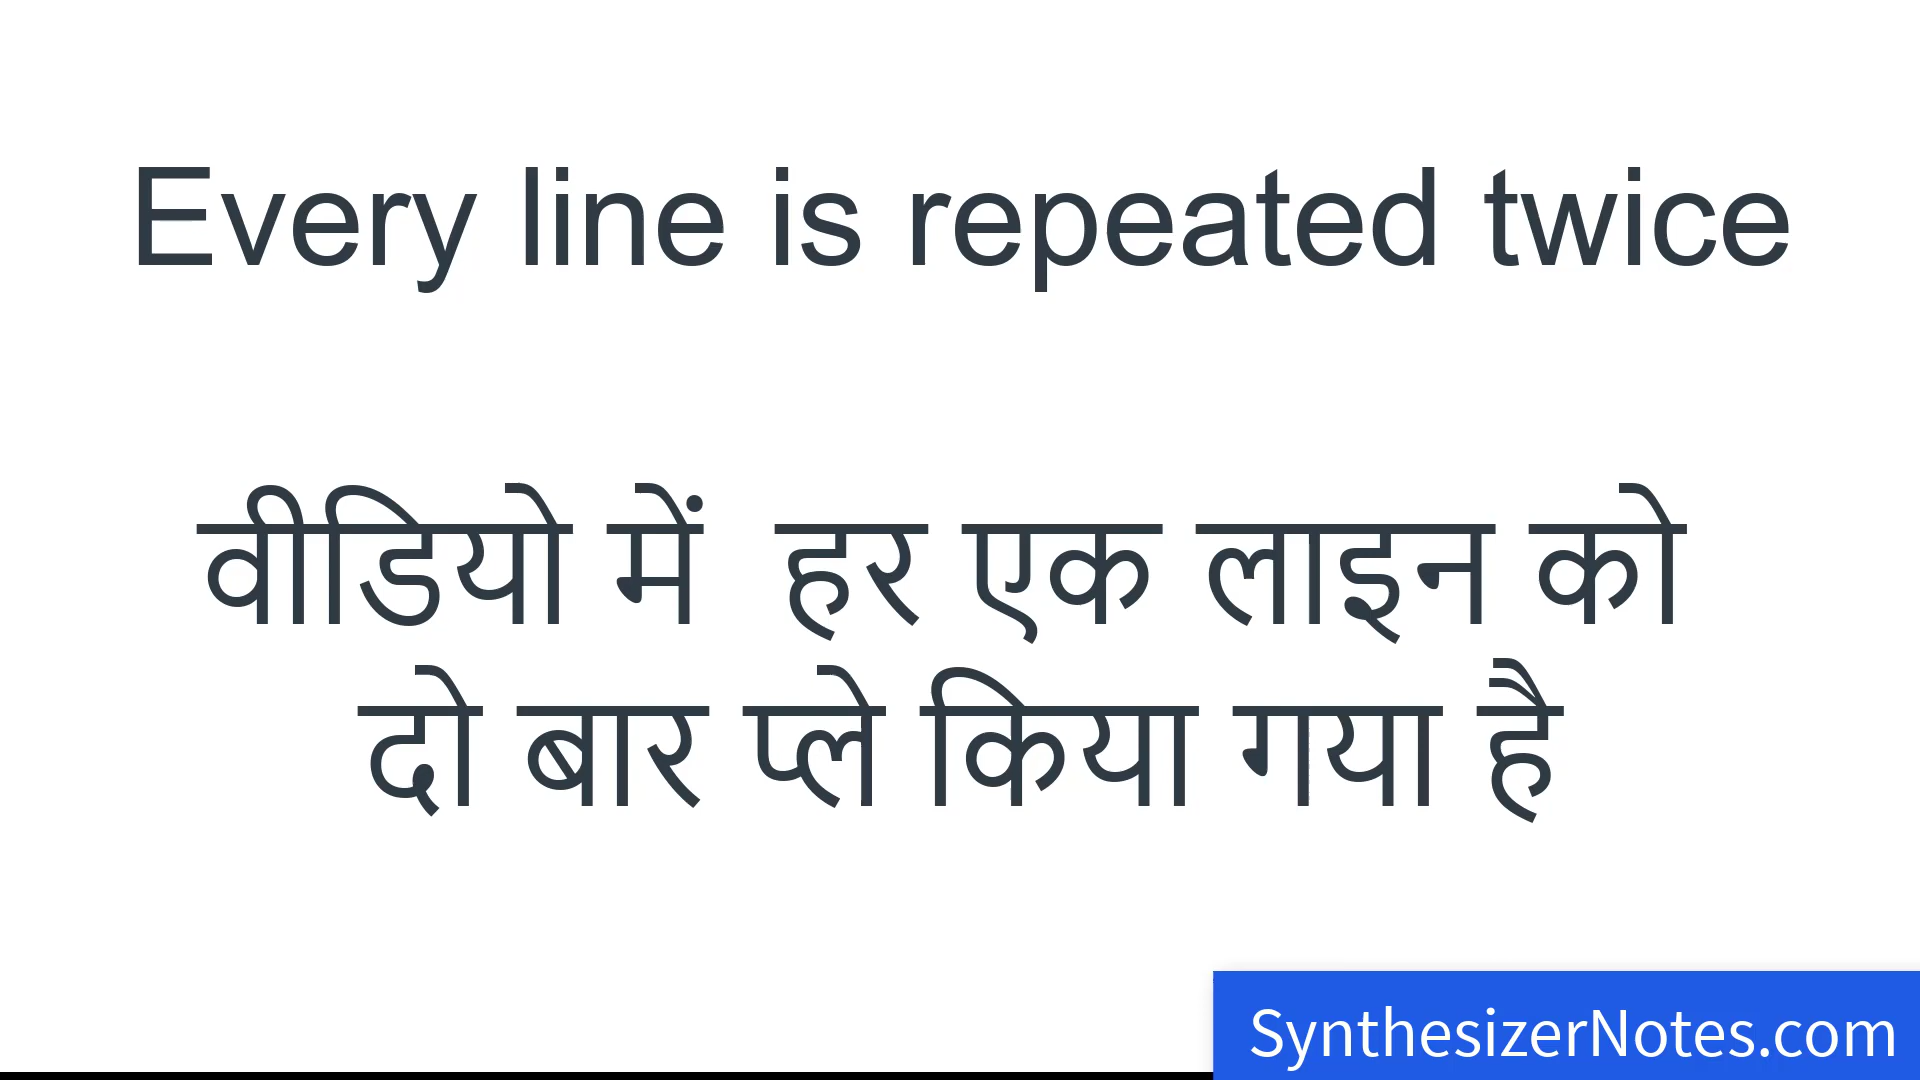 Every line is repeated twice
वीडियो में  हर एक लाइन को
दो बार प्ले किया गया है
SynthesizerNotes.com